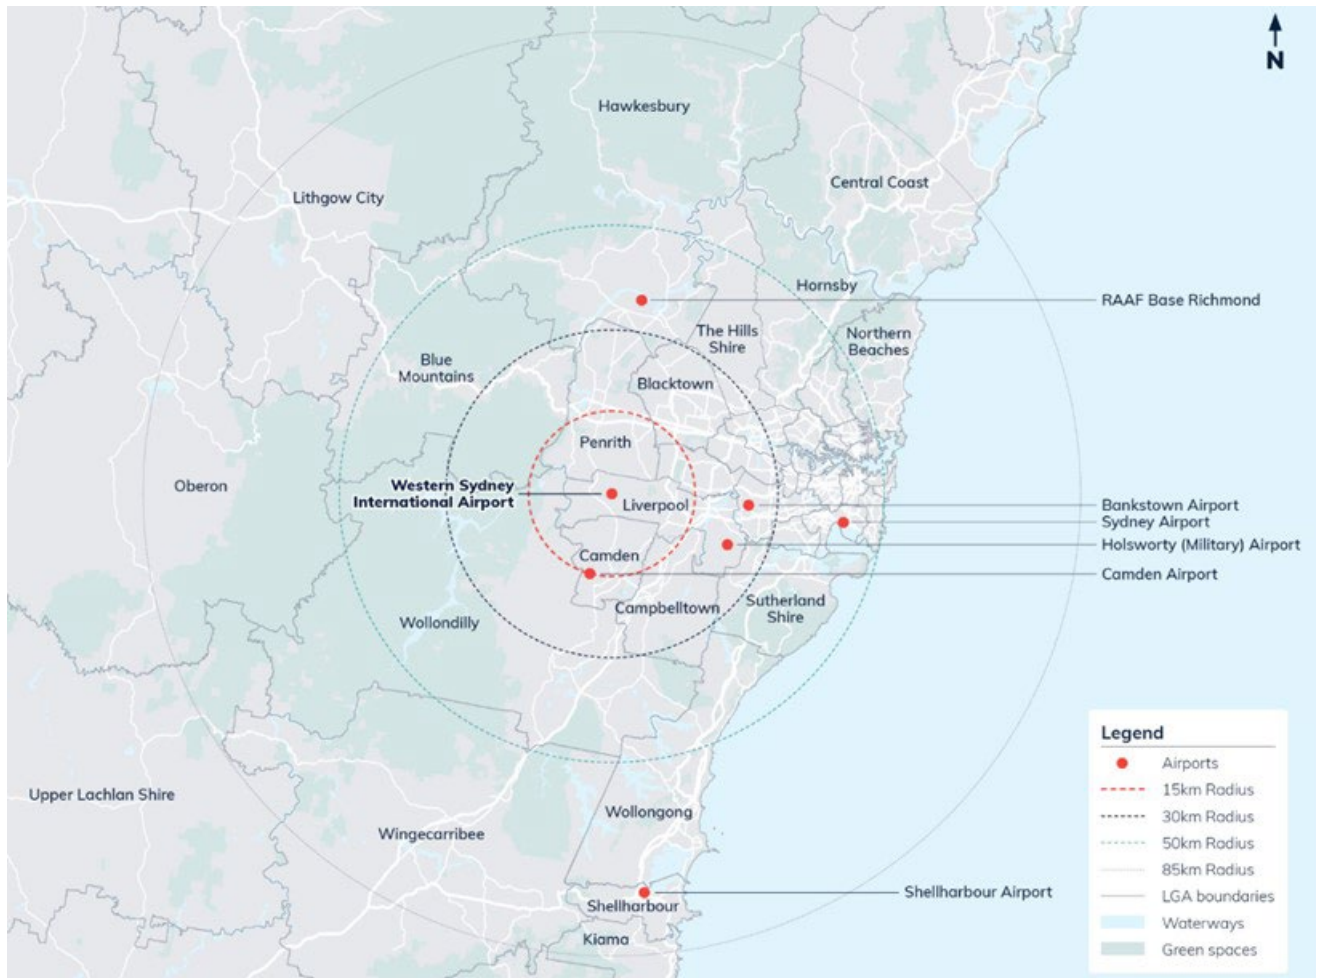 N
Hawkesbury
Central Coast
Lithgow City
Hornsby
RAAF Base Richmond
The Hills
Shire
Northern
Beaches
Blue
Mountains
Blacktown
Penrith
Western Sydney
International Airport
Oberon
Liverpool
Bankstown Airport
Sydney Airport
Holsworty (Military) Airport
Camden
Camden Airport
Campbelltown
Sutherland
Shire
Wollondilly
Upper Lachlan Shire
Wollongong
Wingecarribee
Shellharbour Airport
Shellharbour
Kiama
Legend
Airports
15km Radius
30km Radius
50km Radius
85km Radius
LGA boundaries
Waterways
Green spaces